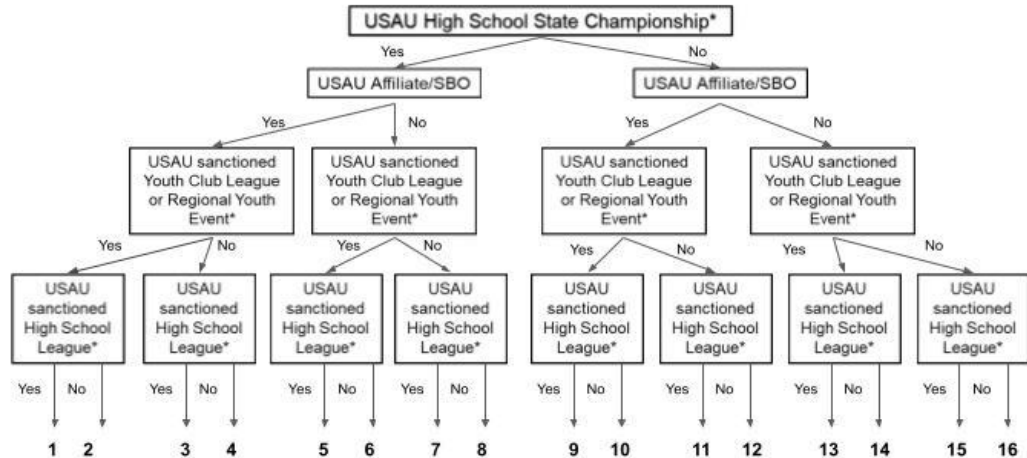 USAU High School State Championship*
Yes
No
USAU Affiliate/SBO
USAU Affiliate/SBO
Yes
No
Yes
No
USAU sanctioned
Youth Club League
or Regional Youth
Event*
USAU sanctioned
Youth Club League
or Regional Youth
Event*
USAU sanctioned
Youth Club League
or Regional Youth
Event*
USAU sanctioned
Youth Club League
or Regional Youth
Event*
Yes
No
Yes
No
Yes
No
Yes
No
USAU
sanctioned
High School
League*
USAU
sanctioned
High School
League*
USAU
sanctioned
High School
League*
USAU
sanctioned
High School
League*
USAU
sanctioned
High School
League*
USAU
sanctioned
High School
League*
USAU
sanctioned
High School
League*
USAU
sanctioned
High School
League*
Yes No Yes No Yes No Yes No Yes No Yes No Yes No Yes No
1 2 3 4 5 6 7 8 9 10 11 12 13 14 15 16